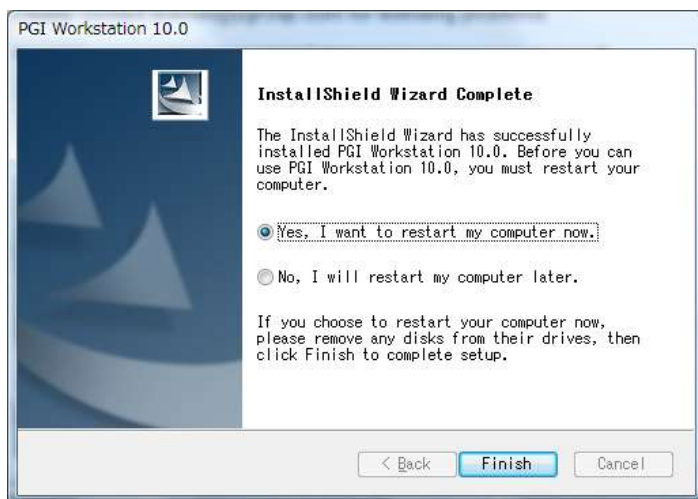 PGI Workstation 10.0
InstallShield Wizard Complete
The InstallShield Wizard has successfully
installed PGI Workstation 10.0. Before you can
use PGI Workstation 10.0, you must restart your
computer.
Yes, I want to restart my computer now.
No, I will restart my computer later.
If you choose to restart your computer now,
please remove any disks from their drives, then
click Finish to complete setup.
< Back Finish Cancel